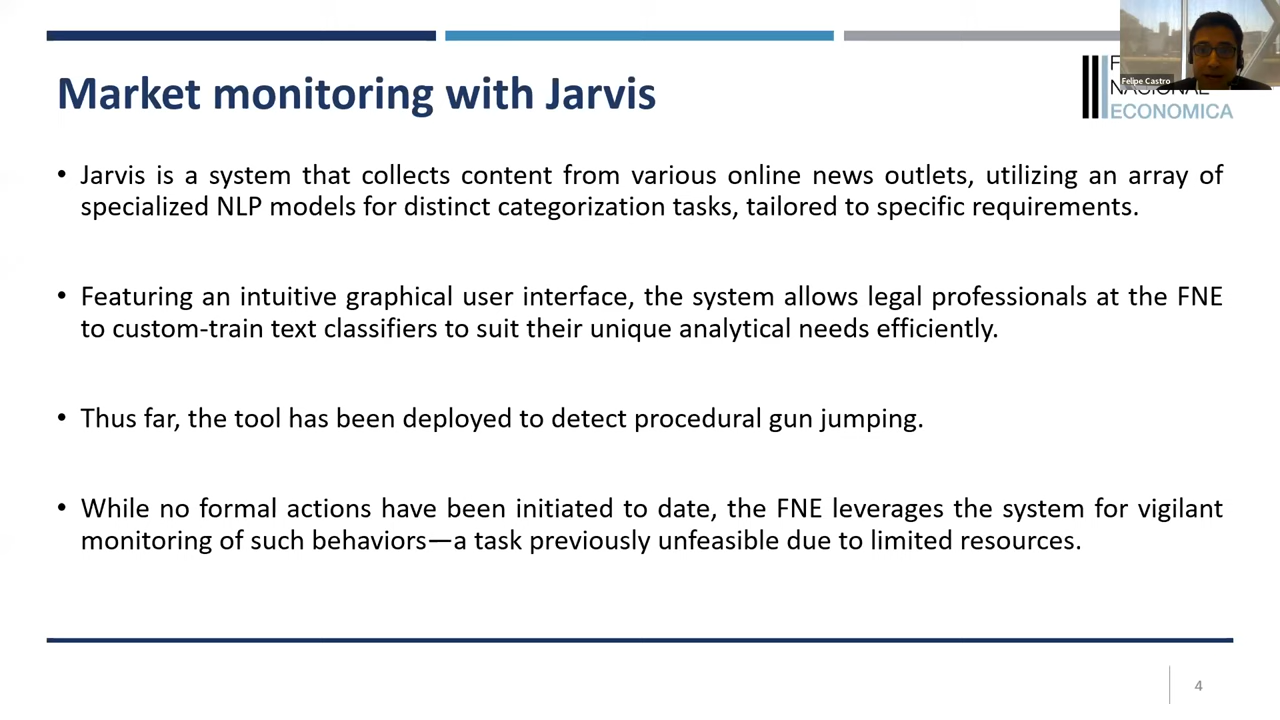 Felipe Castro
NACIONAL
ECONOMICA
Market monitoring with Jarvis
• Jarvis is a system that collects content from various online news outlets, utilizing an array of
specialized NLP models for distinct categorization tasks, tailored to specific requirements.
• Featuring an intuitive graphical user interface, the system allows legal professionals at the FNE
to custom-train text classifiers to suit their unique analytical needs efficiently.
• Thus far, the tool has been deployed to detect procedural gun jumping.
• While no formal actions have been initiated to date, the FNE leverages the system for vigilant
monitoring of such behaviors—a task previously unfeasible due to limited resources.
4